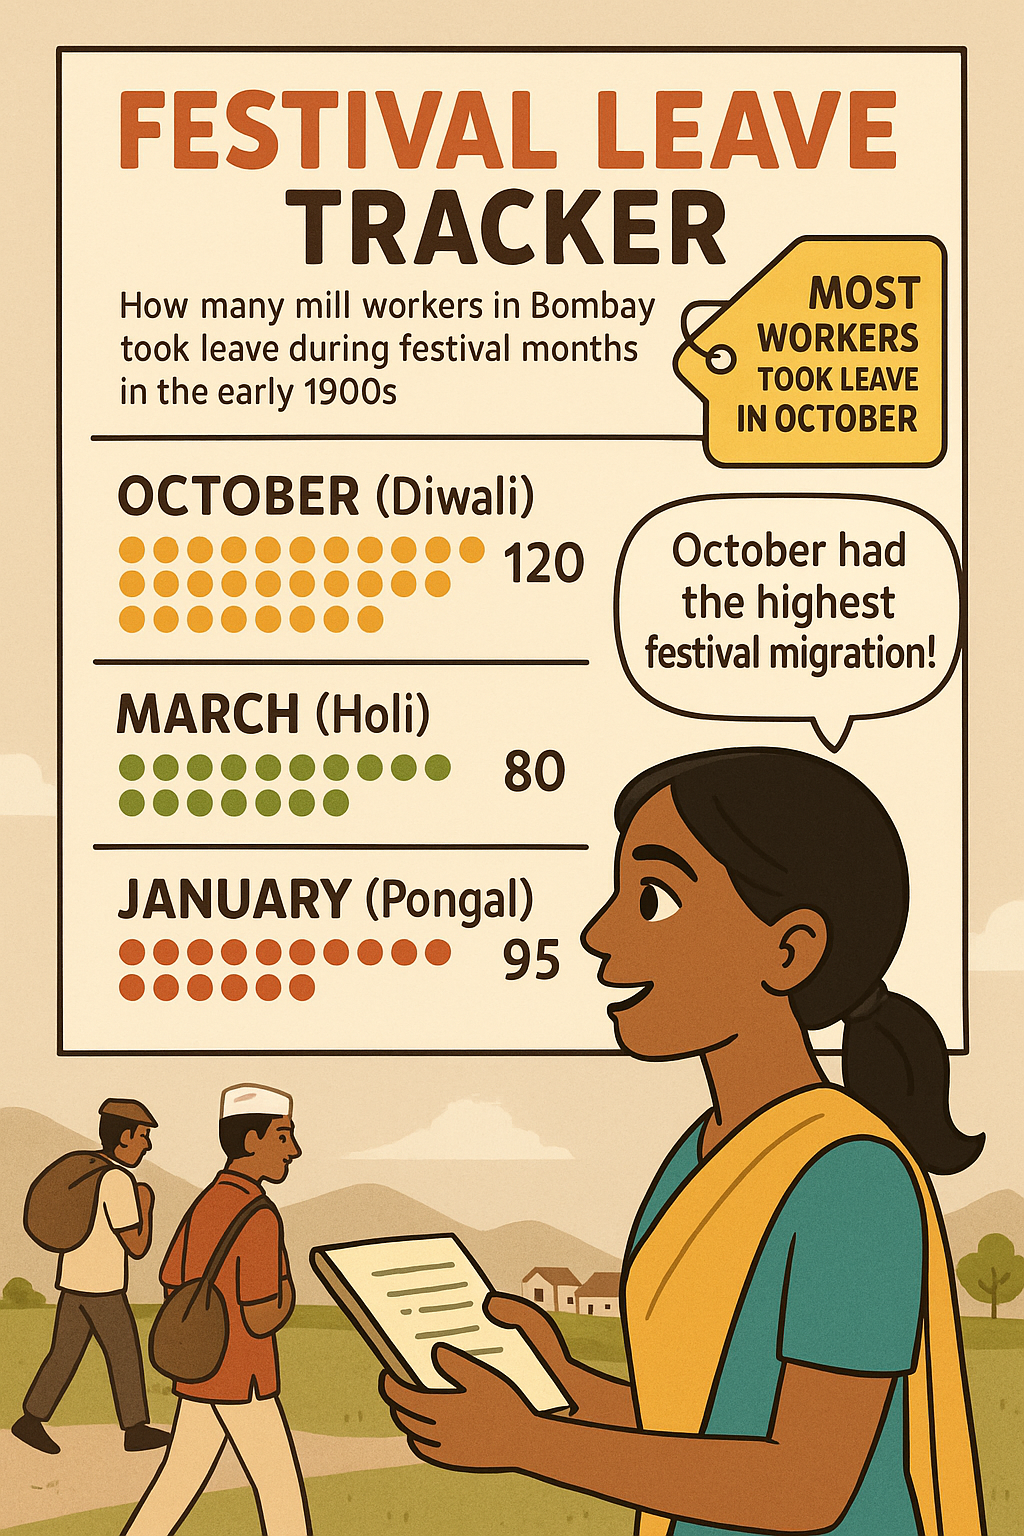 FESTIVAL LEAVE
TRACKER
How many mill workers in Bombay
took leave during festival months
in the early 1900s
MOST
WORKERS
TOOK LEAVE
IN OCTOBER
OCTOBER (Diwali)
120
October had
the highest
festival migration!
MARCH (Holi)
80
JANUARY (Pongal)
95